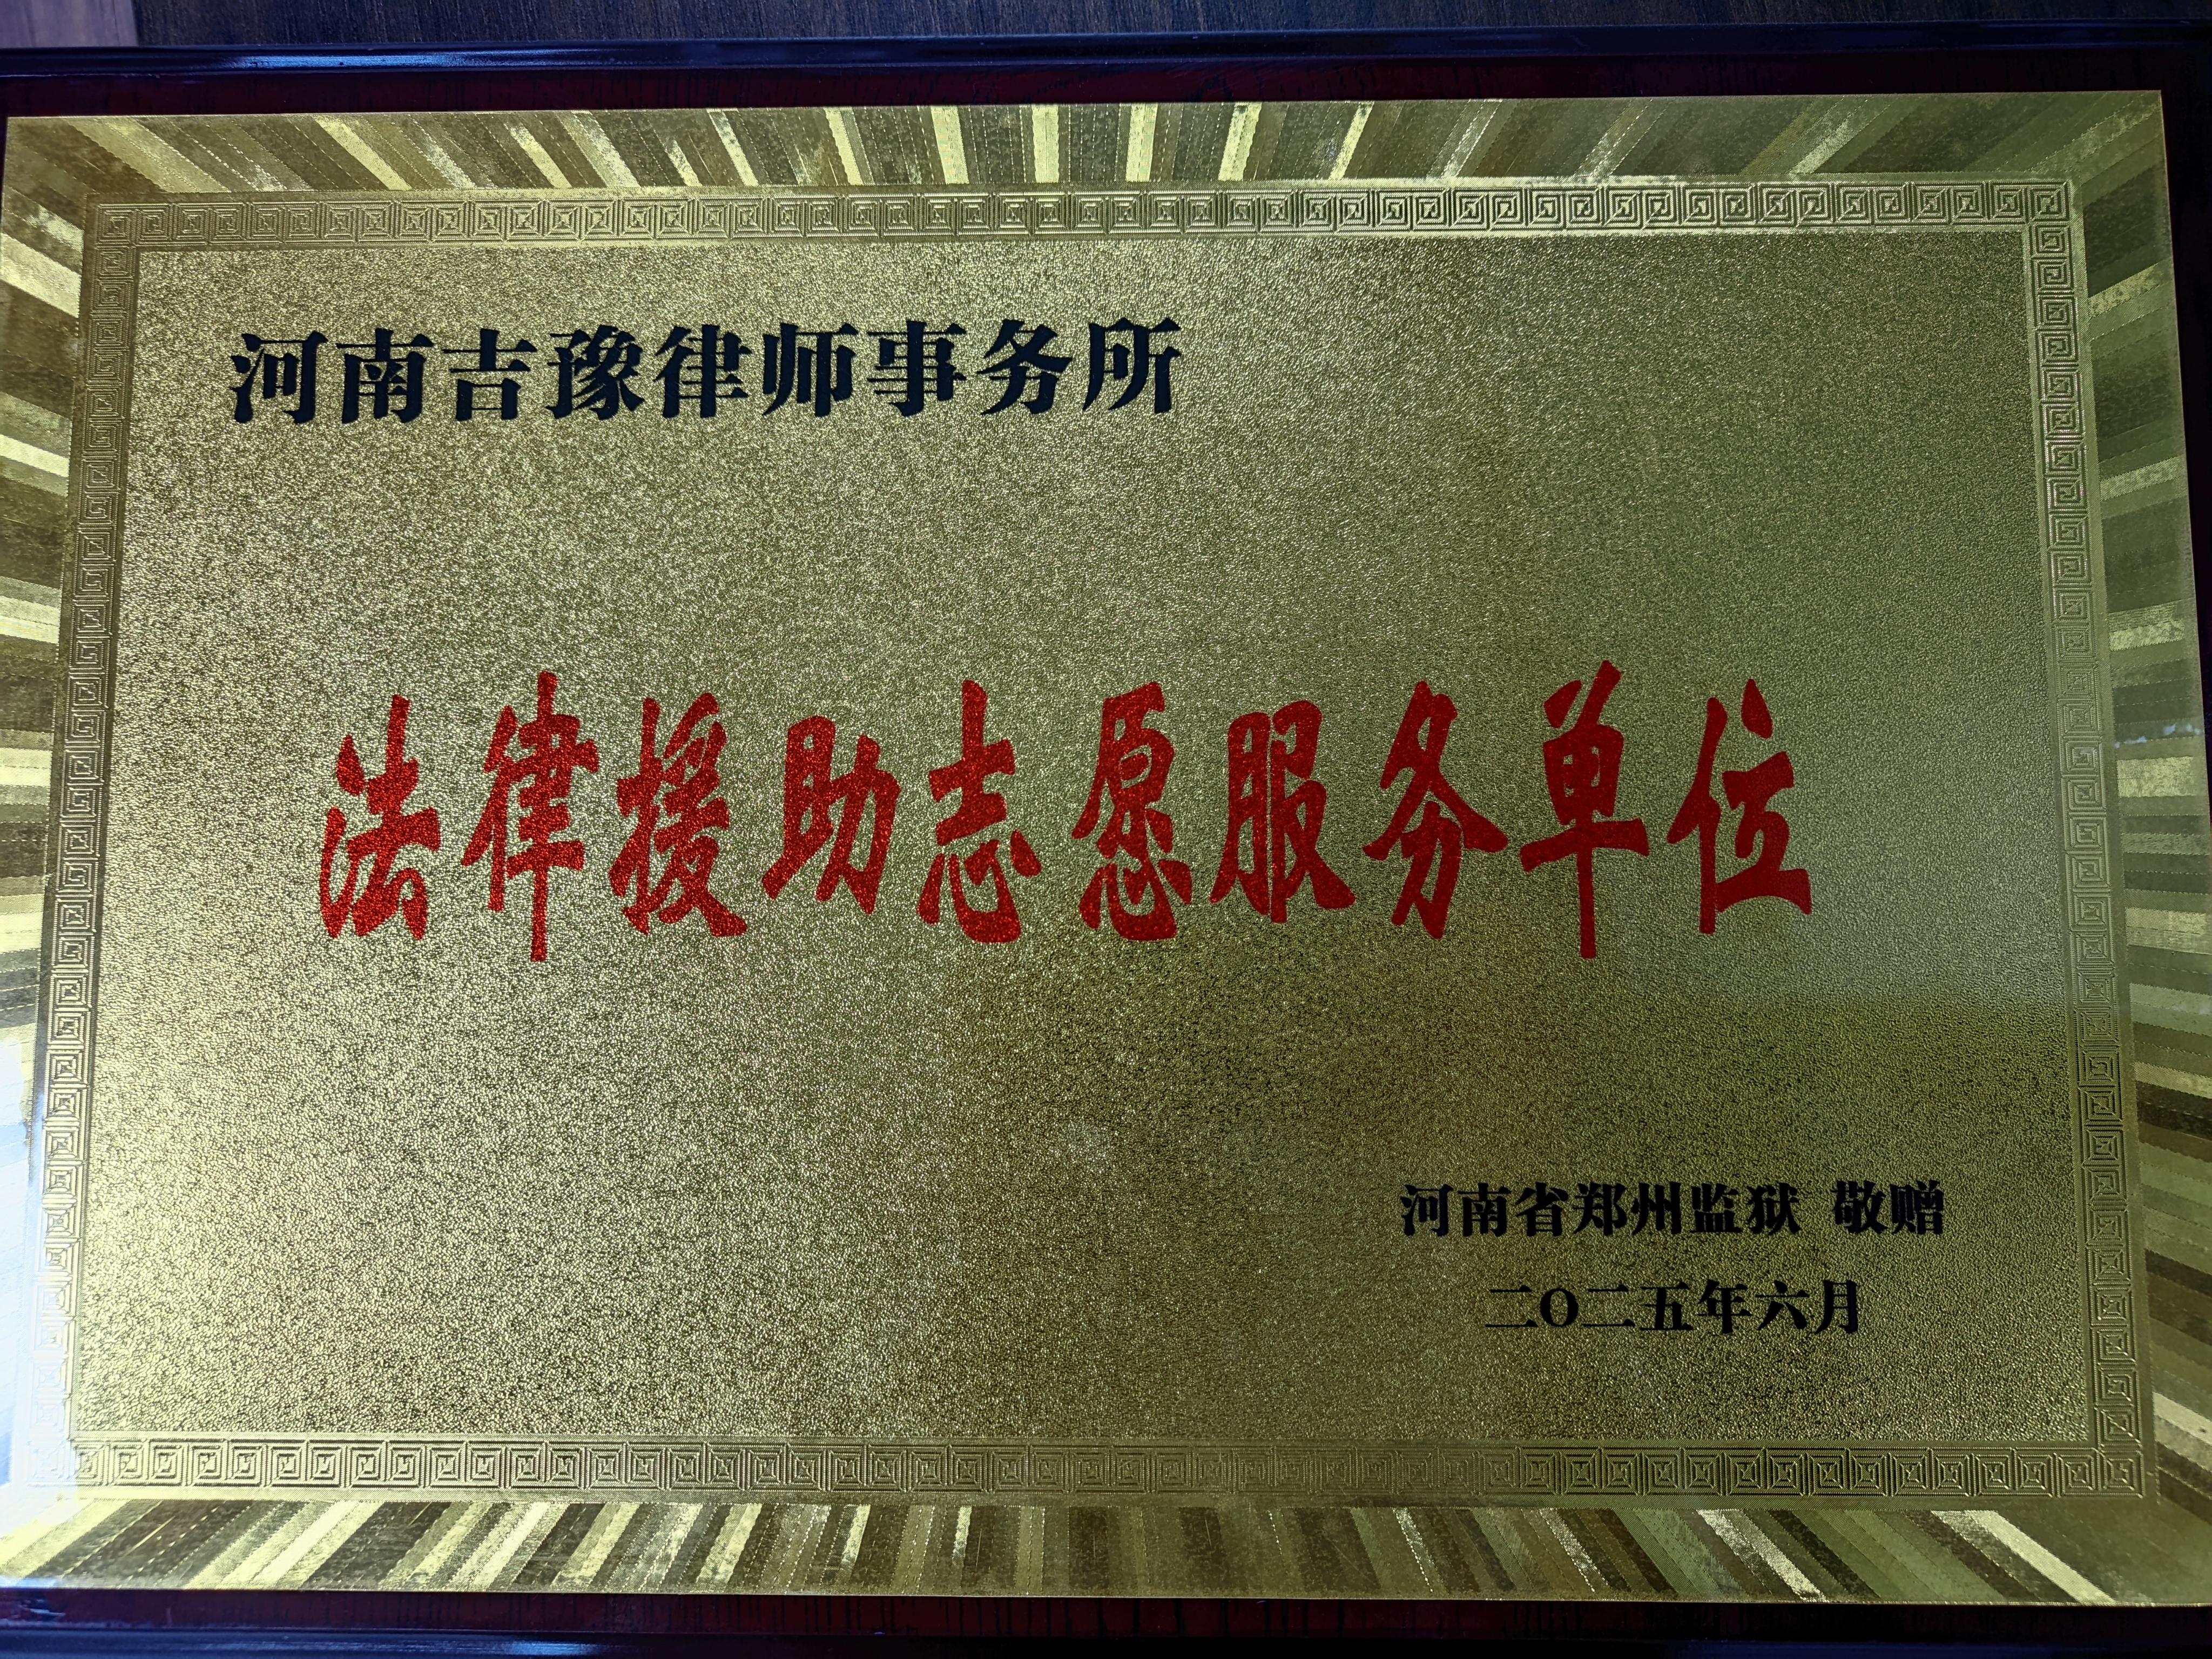 河南吉豫律师事务所
法律援助志愿服务单位
河南省郑州监狱 敬赠
二O二五年六月